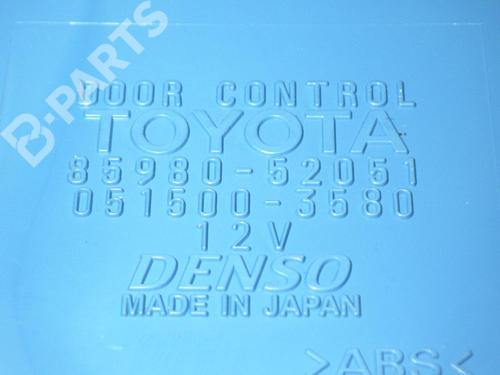 B-PARTS
DOOR CONTROL
TOYOTA
85980-52051
051500-3580
12V
DENSO
MADE IN JAPAN
>ABS<